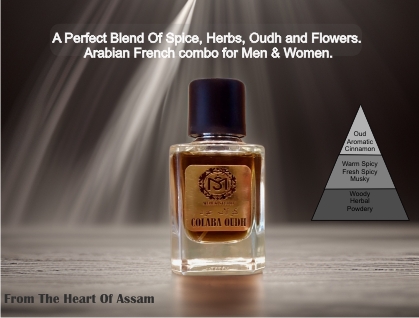 A Perfect Blend Of Spice, Herbs, Oudh and Flowers.
Arabian French combo for Men & Women.
Oud
Aromatic
Cinnamon
Warm Spicy
Fresh Spicy
Musky
Woody
Herbal
Powdery
COLABA OUDH
From The Heart Of Assam